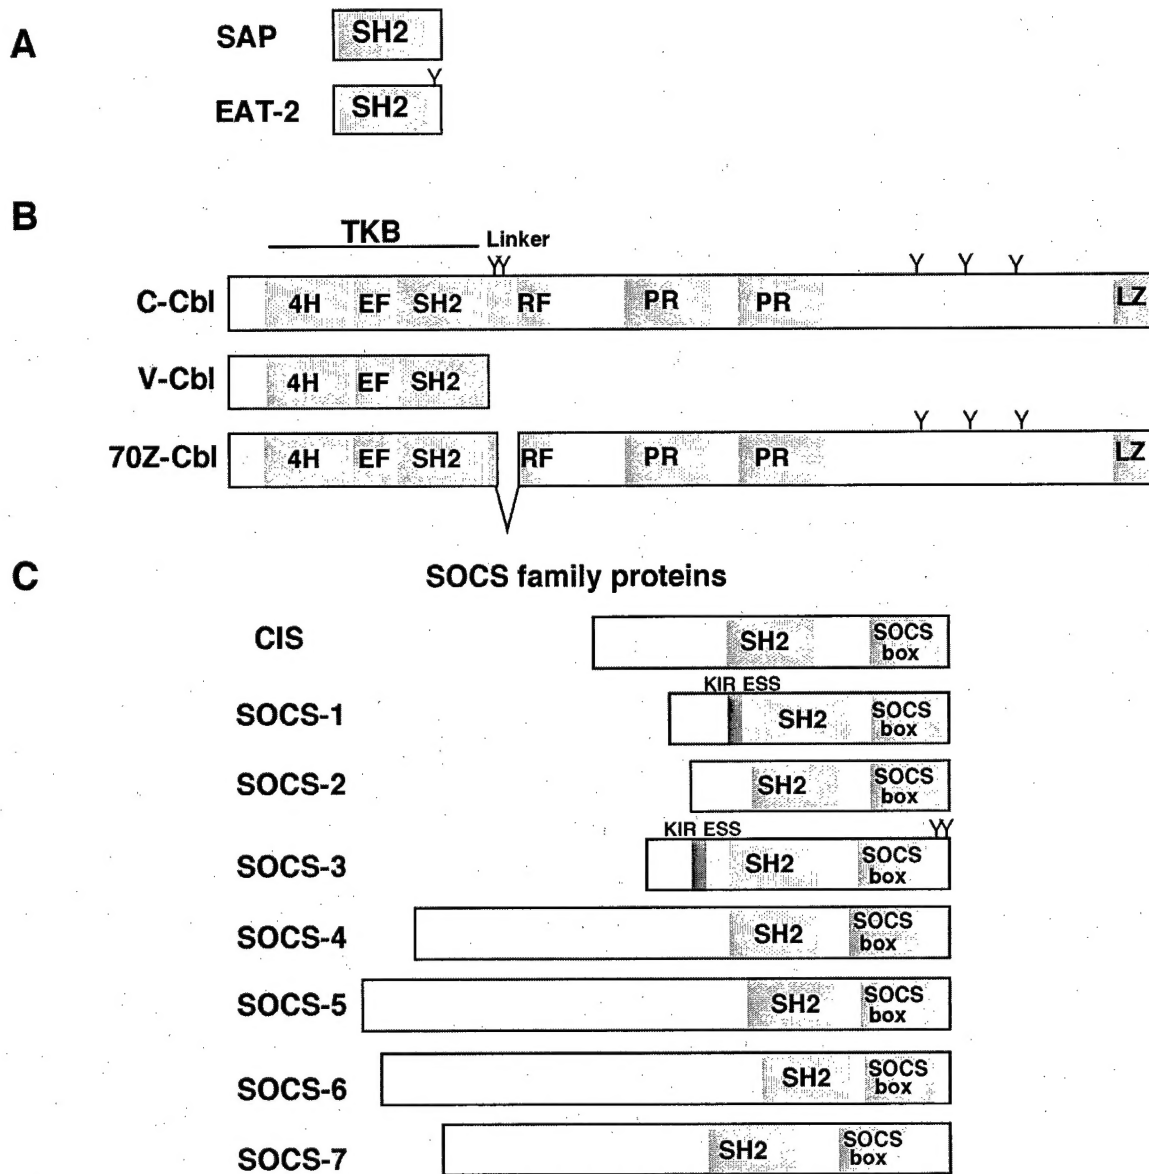 A
SAP SH2
Y
EAT-2 SH2
B
TKB Linker
YY Y Y Y
C-Cbl 4H EF SH2 RF PR PR LZ
V-Cbl 4H EF SH2
Y Y Y
70Z-Cbl 4H EF SH2 RF PR PR LZ
C
SOCS family proteins
CIS SH2 SOCS box
KIR ESS
SOCS-1 SH2 SOCS box
SOCS-2 SH2 SOCS box
KIR ESS YY
SOCS-3 SH2 SOCS box
SOCS-4 SH2 SOCS box
SOCS-5 SH2 SOCS box
SOCS-6 SH2 SOCS box
SOCS-7 SH2 SOCS box